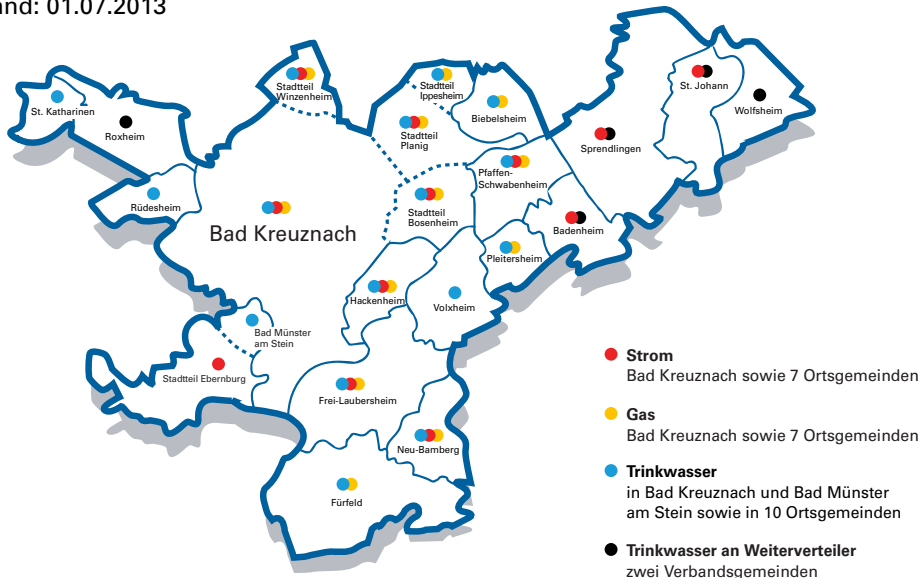 and: 01.07.2013
St. Johann
Stadtteil
Winzenheim
Stadtteil
Ippesheim
St. Katharinen
Wolfsheim
Biebelsheim
Roxheim
Stadtteil
Planig
Sprendlingen
Pfaffen-
Schwabenheim
Rüdesheim
Stadtteil
Bosenheim
Bad Kreuznach
Badenheim
Pleitersheim
Hackenheim
Volxheim
Bad Münster
am Stein
Stadtteil Ebernburg
Frei-Laubersheim
Neu-Bamberg
Fürfeld
Strom
Bad Kreuznach sowie 7 Ortsgemeinden
Gas
Bad Kreuznach sowie 7 Ortsgemeinden
Trinkwasser
in Bad Kreuznach und Bad Münster
am Stein sowie in 10 Ortsgemeinden
Trinkwasser an Weiterverteiler
zwei Verbandsgemeinden